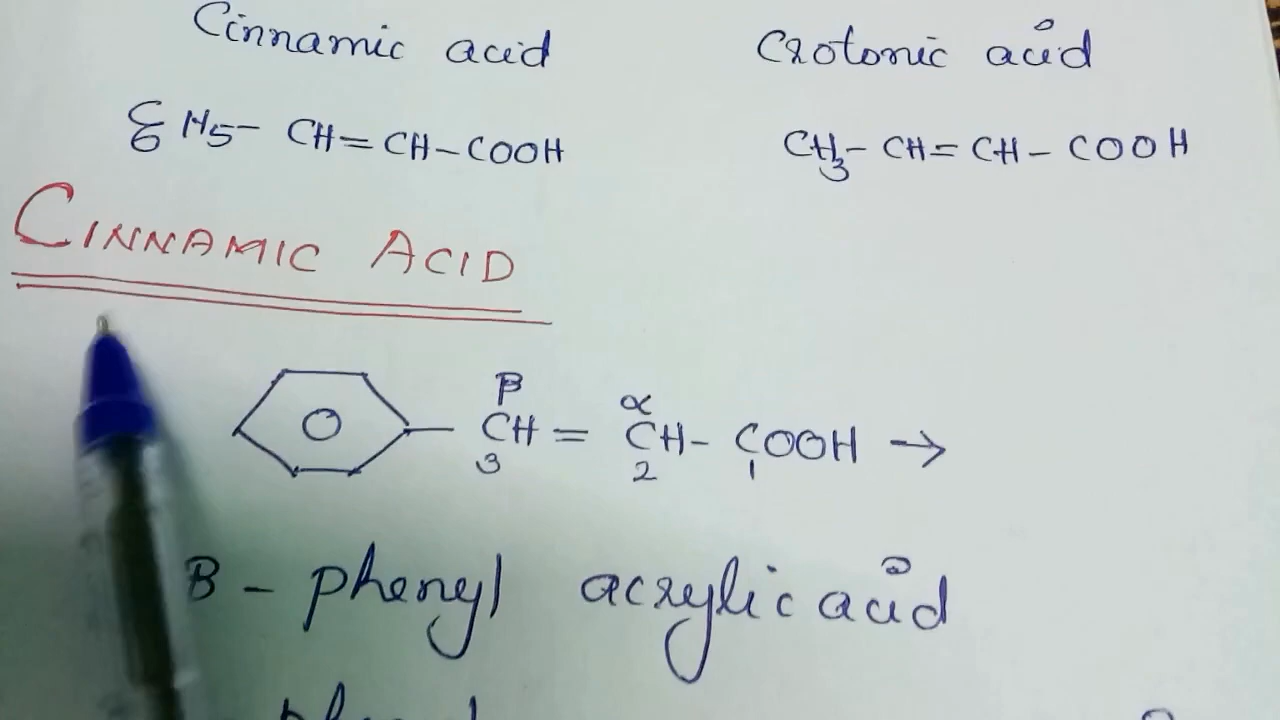 Cinnamic acid Crotonic acid
C6H5- CH=CH-COOH CH3- CH=CH-COOH
CINNAMIC ACID
β α
CH = CH- COOH →
3 2 1
B - phenyl acrylic acid